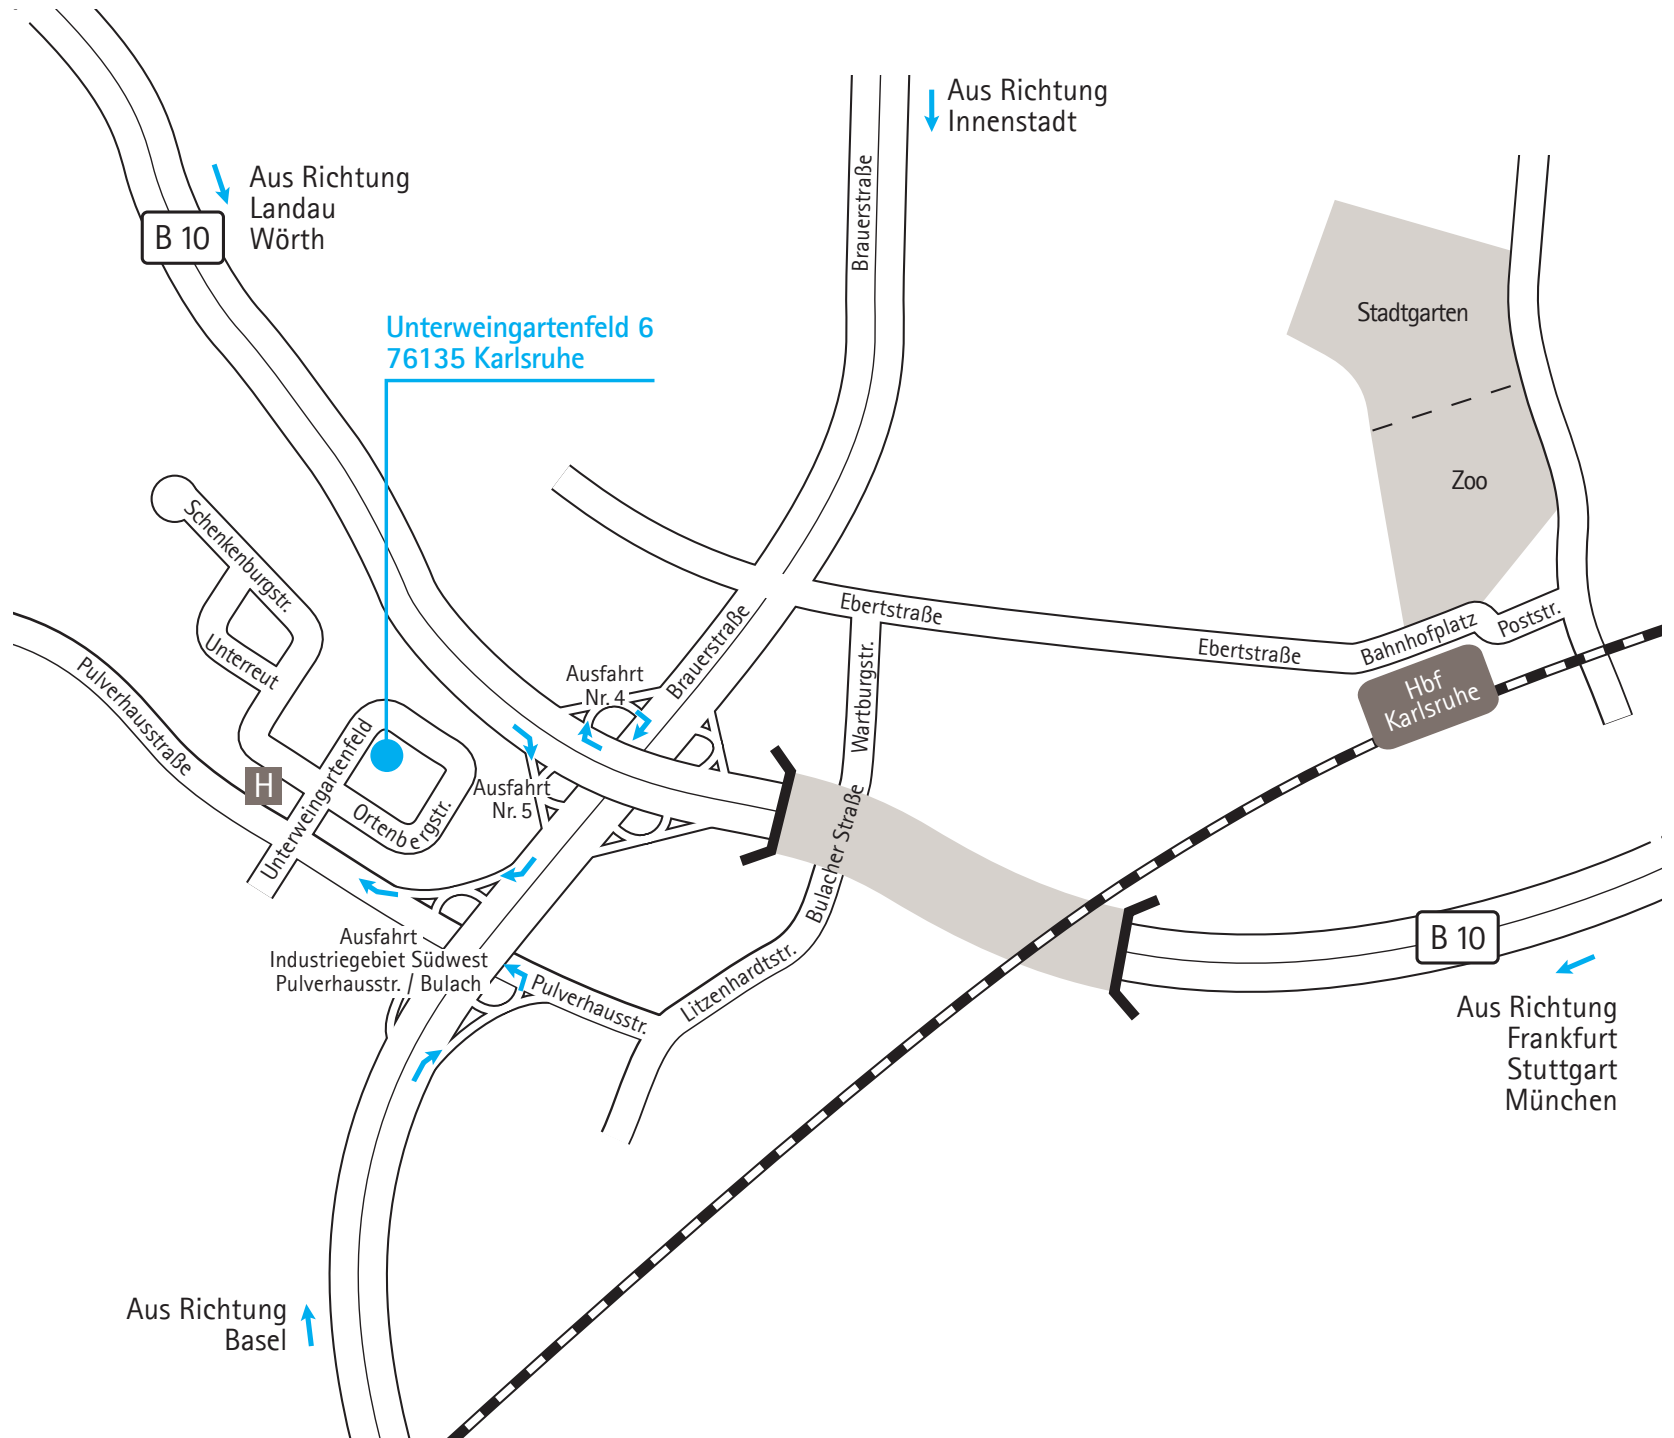 Aus Richtung
Innenstadt
Aus Richtung
Landau
Wörth
B 10
Brauerstraße
Unterweingartenfeld 6
76135 Karlsruhe
Stadtgarten
Zoo
Schenkenburgstr.
Unterreut
Pulverhausstraße
H
Unterweingartenfeld
Ortenbergstr.
Ausfahrt
Nr. 4
Ausfahrt
Nr. 5
Brauerstraße
Ebertstraße
Wartburgstr.
Ebertstraße
Bahnhofplatz
Poststr.
Hbf
Karlsruhe
Bulacher Straße
Ausfahrt
Industriegebiet Südwest
Pulverhausstr. / Bulach
Pulverhausstr.
Litzenhardtstr.
B 10
Aus Richtung
Frankfurt
Stuttgart
München
Aus Richtung
Basel